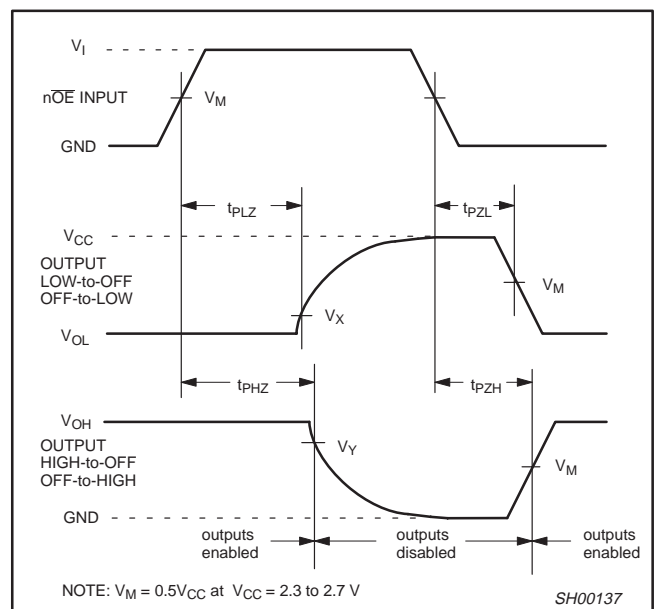 V_I
nO̅E̅ INPUT
V_M
GND
t_PLZ
t_PZL
V_CC
OUTPUT
LOW-to-OFF
OFF-to-LOW
V_M
V_X
V_OL
t_PHZ
t_PZH
V_OH
OUTPUT
HIGH-to-OFF
OFF-to-HIGH
V_Y
V_M
GND
outputs
enabled
outputs
disabled
outputs
enabled
NOTE: V_M = 0.5V_CC at V_CC = 2.3 to 2.7 V
SH00137